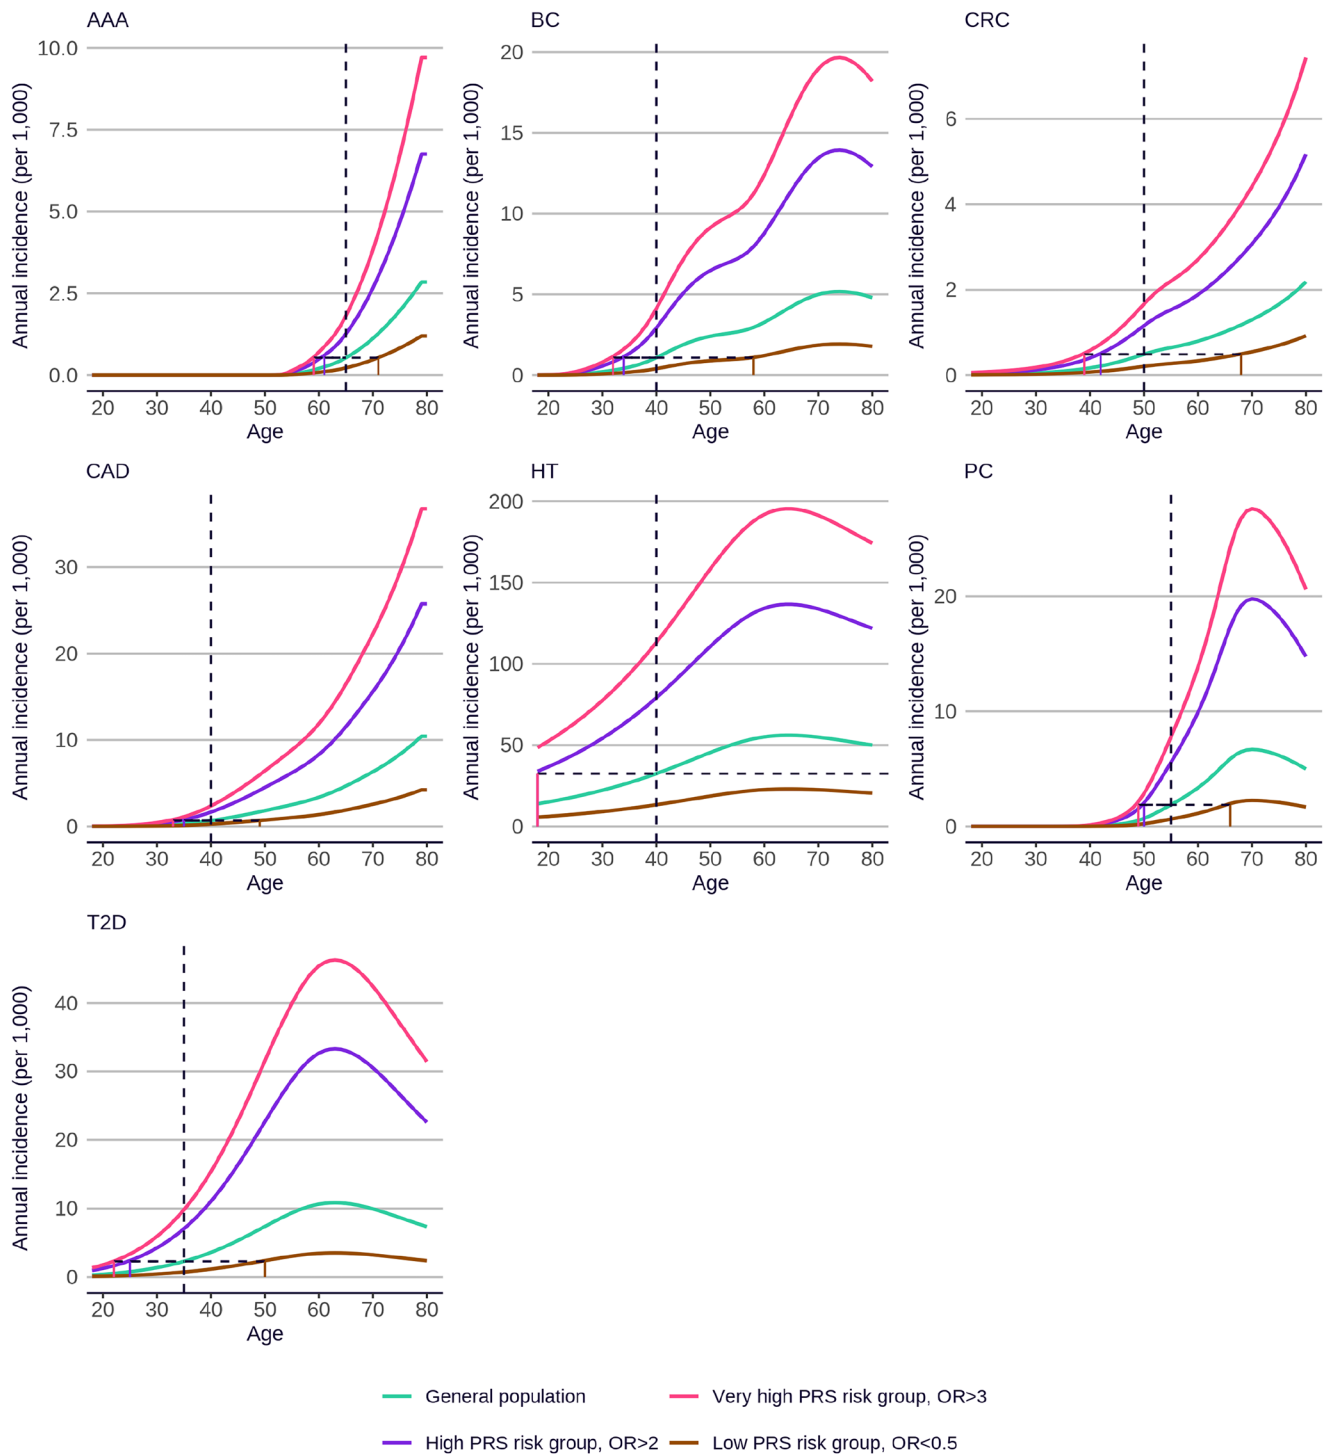 AAA
Annual incidence (per 1,000)
10.0
7.5
5.0
2.5
0.0
20 30 40 50 60 70 80
Age
BC
Annual incidence (per 1,000)
20
15
10
5
0
20 30 40 50 60 70 80
Age
CRC
Annual incidence (per 1,000)
6
4
2
0
20 30 40 50 60 70 80
Age
CAD
Annual incidence (per 1,000)
30
20
10
0
20 30 40 50 60 70 80
Age
HT
Annual incidence (per 1,000)
200
150
100
50
0
20 30 40 50 60 70 80
Age
PC
Annual incidence (per 1,000)
20
10
0
20 30 40 50 60 70 80
Age
T2D
Annual incidence (per 1,000)
40
30
20
10
0
20 30 40 50 60 70 80
Age
General population
Very high PRS risk group, OR>3
High PRS risk group, OR>2
Low PRS risk group, OR<0.5